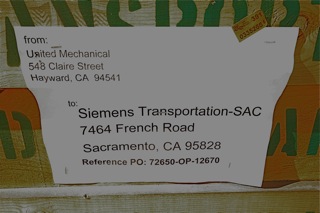 from:
United Mechanical
548 Claire Street
Hayward, CA 94541
to:
Siemens Transportation-SAC
7464 French Road
Sacramento, CA 95828
Reference PO: 72650-OP-12670